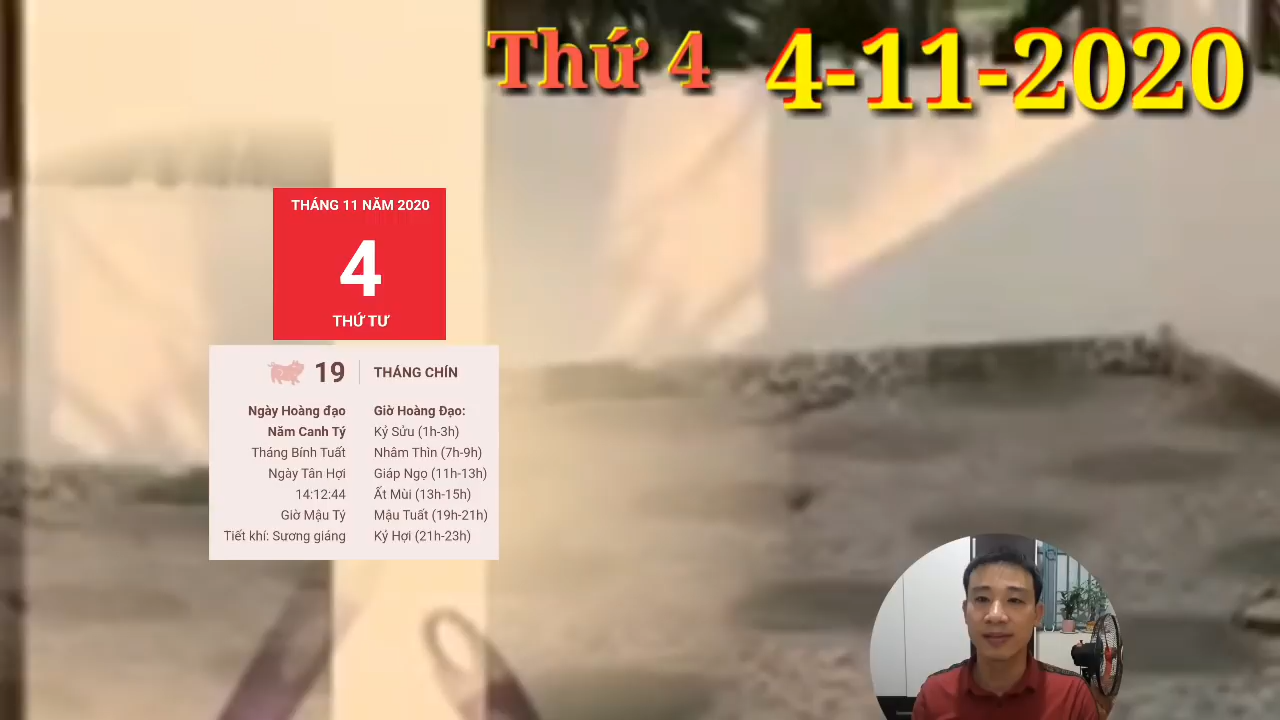 Thứ 4 4-11-2020
THÁNG 11 NĂM 2020
4
THỨ TƯ
19 THÁNG CHÍN
Ngày Hoàng đạo
Năm Canh Tý
Tháng Bính Tuất
Ngày Tân Hợi
14:12:44
Giờ Mậu Tý
Tiết khí: Sương giáng
Giờ Hoàng Đạo:
Kỷ Sửu (1h-3h)
Nhâm Thìn (7h-9h)
Giáp Ngọ (11h-13h)
Ất Mùi (13h-15h)
Mậu Tuất (19h-21h)
Kỷ Hợi (21h-23h)